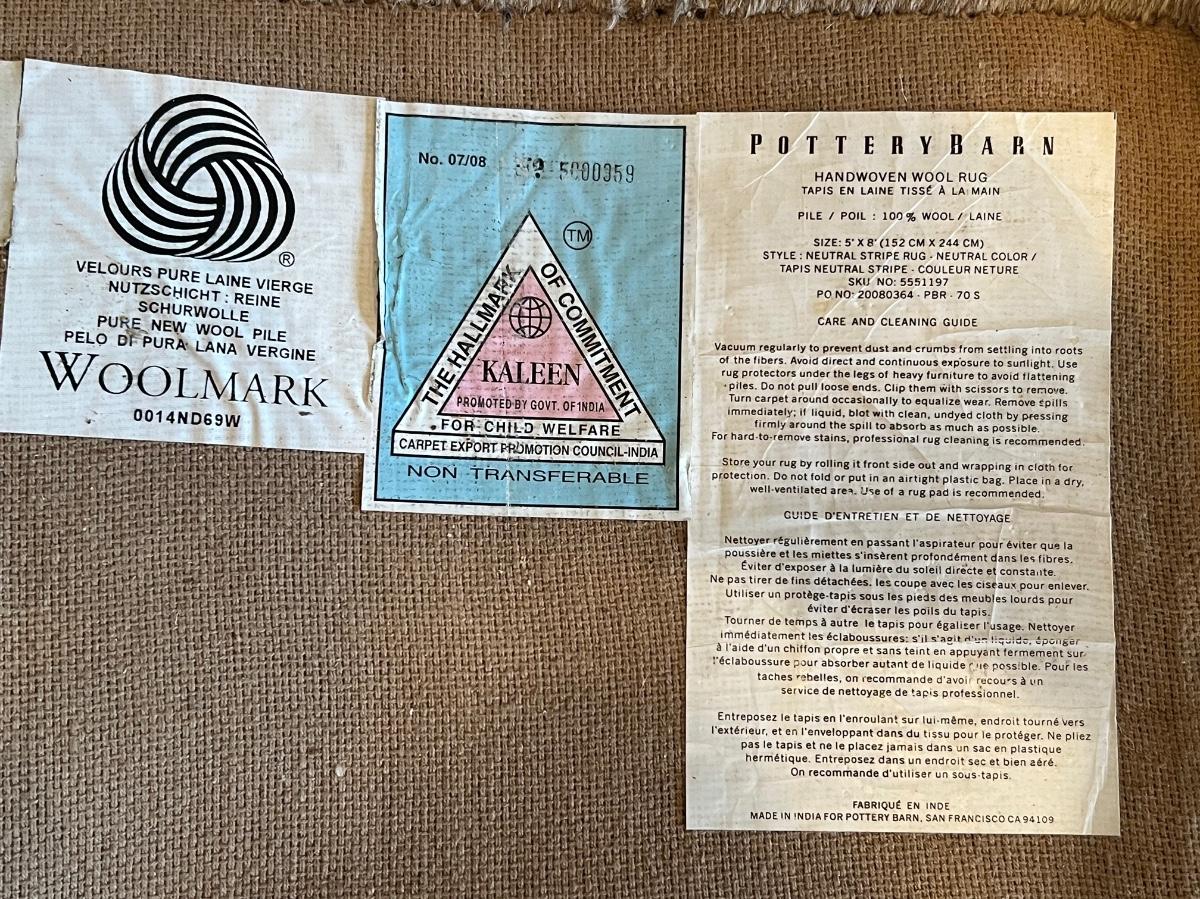 VELOURS PURE LAINE VIERGE
NUTZSCHICHT : REINE
SCHURWOLLE
PURE NEW WOOL PILE
PELO DI PURA LANA VERGINE
WOOLMARK
0014ND69W
®
No. 07/08
5000359
TM
THE HALLMARK OF COMMITMENT
KALEEN
PROMOTED BY GOVT. OF INDIA
FOR CHILD WELFARE
CARPET EXPORT PROMOTION COUNCIL-INDIA
NON TRANSFERABLE
POTTERY BARN
HANDWOVEN WOOL RUG
TAPIS EN LAINE TISSÉ À LA MAIN
PILE / POIL : 100% WOOL / LAINE
SIZE: 5' X 8' (152 CM X 244 CM)
STYLE : NEUTRAL STRIPE RUG - NEUTRAL COLOR /
TAPIS NEUTRAL STRIPE - COULEUR NETURE
SKU NO: 5551197
PO NO: 20080364 - PBR - 70 S
CARE AND CLEANING GUIDE
Vacuum regularly to prevent dust and crumbs from settling into roots
of the fibers. Avoid direct and continuous exposure to sunlight. Use
rug protectors under the legs of heavy furniture to avoid flattening
piles. Do not pull loose ends. Clip them with scissors to remove.
Turn carpet around occasionally to equalize wear. Remove spills
immediately; if liquid, blot with clean, undyed cloth by pressing
firmly around the spill to absorb as much as possible.
For hard-to-remove stains, professional rug cleaning is recommended.
Store your rug by rolling it front side out and wrapping in cloth for
protection. Do not fold or put in an airtight plastic bag. Place in a dry,
well-ventilated area. Use of a rug pad is recommended.
GUIDE D'ENTRETIEN ET DE NETTOYAGE
Nettoyer régulièrement en passant l'aspirateur pour éviter que la
poussière et les miettes s'insèrent profondément dans les fibres.
Éviter d'exposer à la lumière du soleil directe et constante.
Ne pas tirer de fins détachées, les coupe avec les ciseaux pour enlever.
Utiliser un protège-tapis sous les pieds des meubles lourds pour
éviter d'écraser les poils du tapis.
Tourner de temps à autre le tapis pour égaliser l'usage. Nettoyer
immédiatement les éclaboussures: s'il s'agit d'un liquide, éponger
à l'aide d'un chiffon propre et sans teint en appuyant fermement sur
l'éclaboussure pour absorber autant de liquide que possible. Pour les
taches rebelles, on recommande d'avoir recours à un
service de nettoyage de tapis professionnel.
Entreposez le tapis en l'enroulant sur lui-même, endroit tourné vers
l'extérieur, et en l'enveloppant dans du tissu pour le protéger. Ne pliez
pas le tapis et ne le placez jamais dans un sac en plastique
hermétique. Entreposez dans un endroit sec et bien aéré.
On recommande d'utiliser un sous-tapis.
FABRIQUÉ EN INDE
MADE IN INDIA FOR POTTERY BARN, SAN FRANCISCO CA 94109